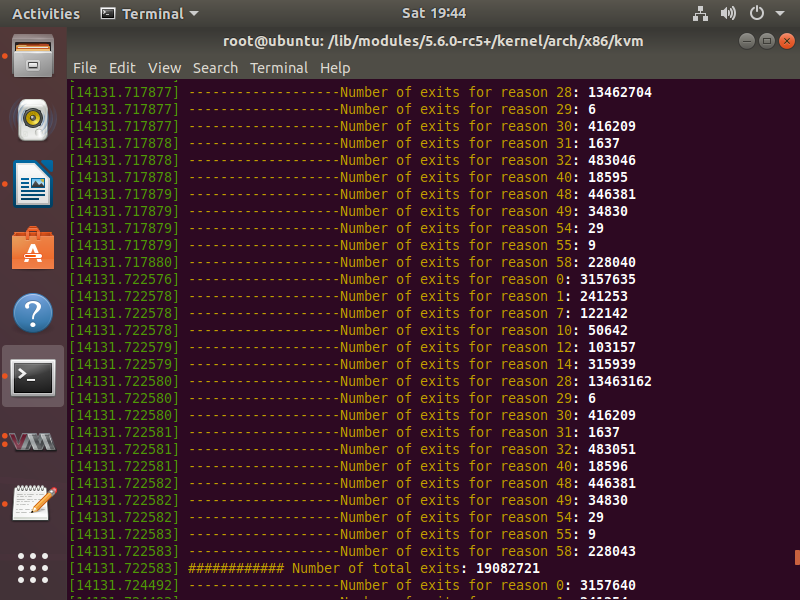 Activities Terminal Sat 19:44
root@ubuntu: /lib/modules/5.6.0-rc5+/kernel/arch/x86/kvm
File Edit View Search Terminal Help
[14131.717877] -------------------Number of exits for reason 28: 13462704
[14131.717877] -------------------Number of exits for reason 29: 6
[14131.717877] -------------------Number of exits for reason 30: 416209
[14131.717878] -------------------Number of exits for reason 31: 1637
[14131.717878] -------------------Number of exits for reason 32: 483046
[14131.717878] -------------------Number of exits for reason 40: 18595
[14131.717879] -------------------Number of exits for reason 48: 446381
[14131.717879] -------------------Number of exits for reason 49: 34830
[14131.717879] -------------------Number of exits for reason 54: 29
[14131.717879] -------------------Number of exits for reason 55: 9
[14131.717880] -------------------Number of exits for reason 58: 228040
[14131.722576] -------------------Number of exits for reason 0: 3157635
[14131.722578] -------------------Number of exits for reason 1: 241253
[14131.722578] -------------------Number of exits for reason 7: 122142
[14131.722578] -------------------Number of exits for reason 10: 50642
[14131.722579] -------------------Number of exits for reason 12: 103157
[14131.722579] -------------------Number of exits for reason 14: 315939
[14131.722580] -------------------Number of exits for reason 28: 13463162
[14131.722580] -------------------Number of exits for reason 29: 6
[14131.722580] -------------------Number of exits for reason 30: 416209
[14131.722581] -------------------Number of exits for reason 31: 1637
[14131.722581] -------------------Number of exits for reason 32: 483051
[14131.722581] -------------------Number of exits for reason 40: 18596
[14131.722582] -------------------Number of exits for reason 48: 446381
[14131.722582] -------------------Number of exits for reason 49: 34830
[14131.722582] -------------------Number of exits for reason 54: 29
[14131.722583] -------------------Number of exits for reason 55: 9
[14131.722583] -------------------Number of exits for reason 58: 228043
[14131.722583] ############ Number of total exits: 19082721
[14131.724492] -------------------Number of exits for reason 0: 3157640